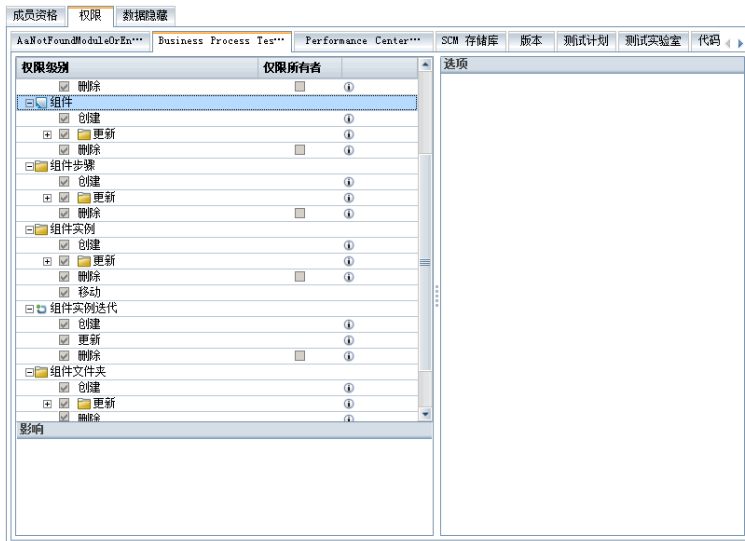 成员资格 权限 数据隐藏
AaNotFoundModuleOrEn··· Business Process Tes··· Performance Center··· SCM 存储库 版本 测试计划 测试实验室 代码
权限级别 仅限所有者 选项
删除
组件
创建
更新
删除
组件步骤
创建
更新
删除
组件实例
创建
更新
删除
移动
组件实例迭代
创建
更新
删除
组件文件夹
创建
更新
删除
影响